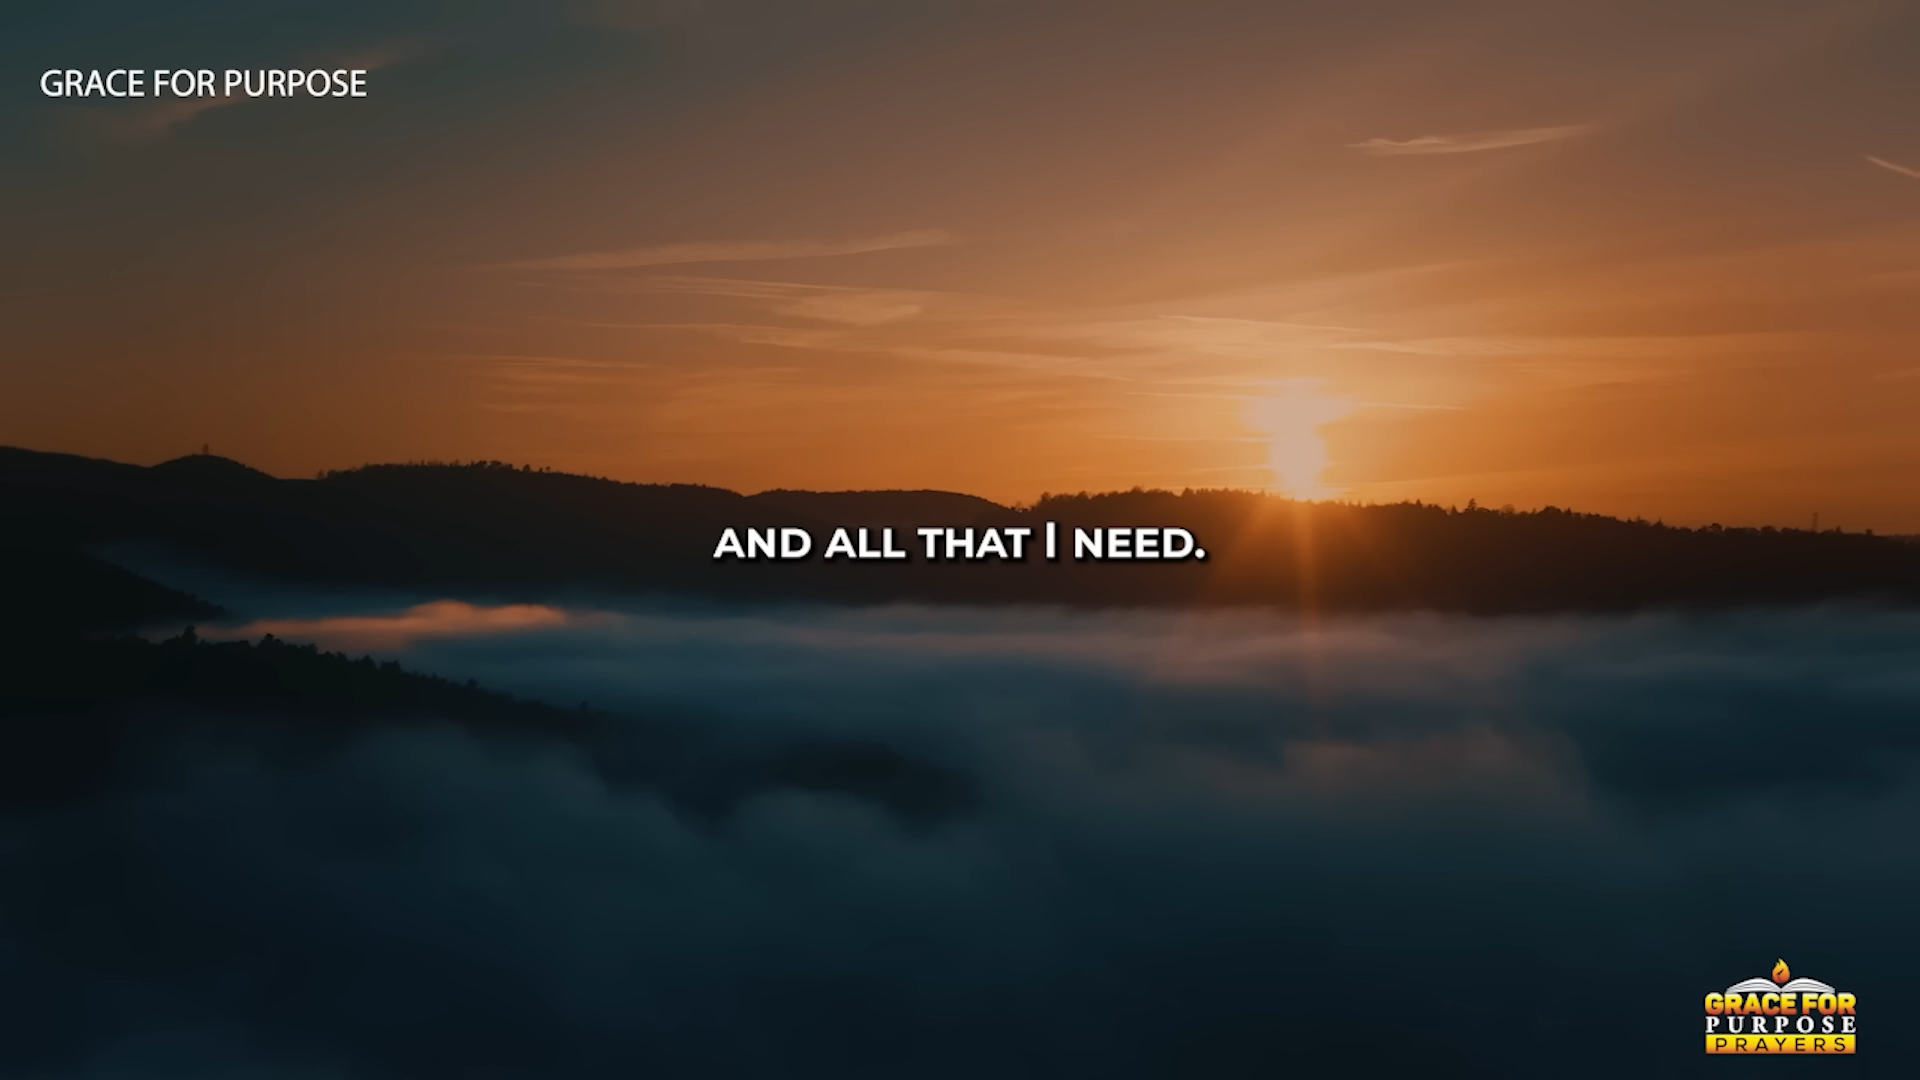 GRACE FOR PURPOSE
AND ALL THAT I NEED.
GRACE FOR
PURPOSE
PRAYERS